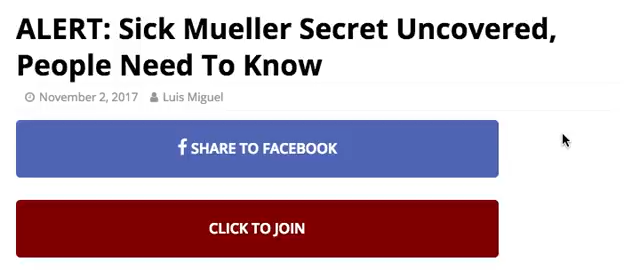 ALERT: Sick Mueller Secret Uncovered,
People Need To Know
November 2, 2017 Luis Miguel
SHARE TO FACEBOOK
CLICK TO JOIN